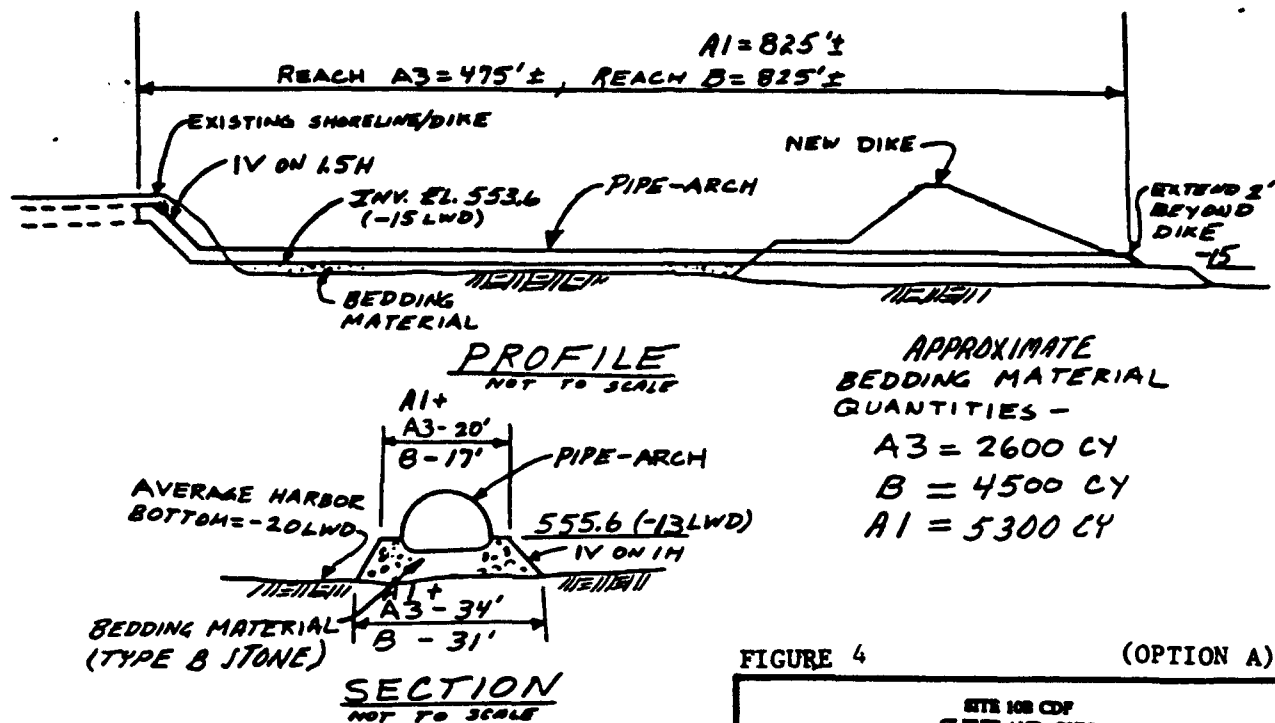 A1 = 825'±
REACH A3 = 475'±, REACH B = 825'±
EXISTING SHORELINE/DIKE
1V ON 1.5H
INV. EL. 553.6
(-15 LWD)
PIPE-ARCH
NEW DIKE
EXTEND 2'
BEYOND
DIKE
-15
BEDDING
MATERIAL
PROFILE
NOT TO SCALE
APPROXIMATE
BEDDING MATERIAL
QUANTITIES -
A3 = 2600 CY
B = 4500 CY
A1 = 5300 CY
A1+
A3-20'
B-17'
PIPE-ARCH
AVERAGE HARBOR
BOTTOM = -20 LWD
555.6 (-13 LWD)
1V ON 1H
A1+
A3-34'
B - 31'
BEDDING MATERIAL
(TYPE B STONE)
SECTION
NOT TO SCALE
FIGURE 4 (OPTION A)
SITE 10B CDF